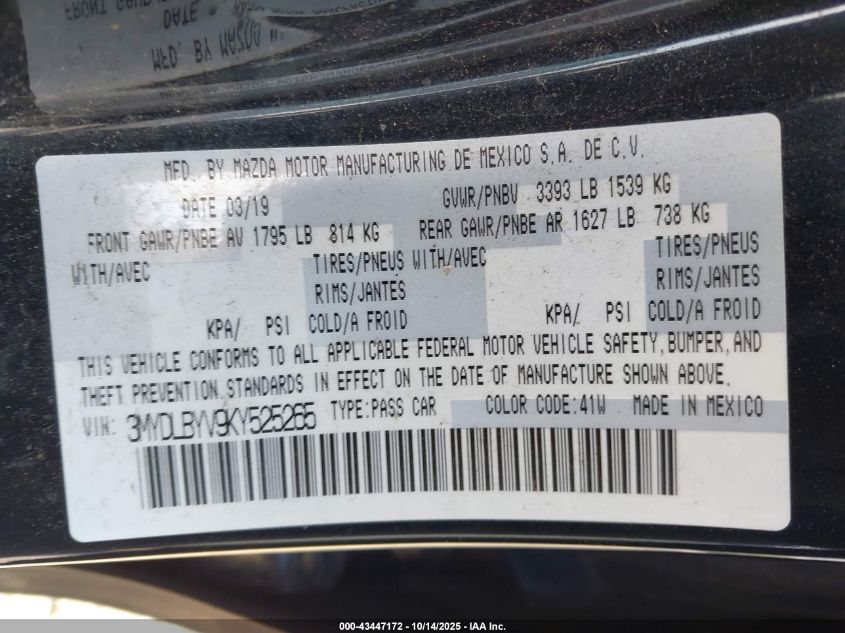 MFD. BY MAZDA MOTOR MANUFACTURING DE MEXICO S.A. DE C.V.
DATE 03/19 GVWR/PNBV 3393 LB 1539 KG
FRONT GAWR/PNBE AV 1795 LB 814 KG REAR GAWR/PNBE AR 1627 LB 738 KG
WITH/AVEC TIRES/PNEUS WITH/AVEC TIRES/PNEUS
RIMS/JANTES RIMS/JANTES
KPA/ PSI COLD/A FROID KPA/ PSI COLD/A FROID
THIS VEHICLE CONFORMS TO ALL APPLICABLE FEDERAL MOTOR VEHICLE SAFETY, BUMPER, AND
THEFT PREVENTION STANDARDS IN EFFECT ON THE DATE OF MANUFACTURE SHOWN ABOVE.
VIN: 3MYDLBYV9KY525265 TYPE:PASS CAR COLOR CODE:41W MADE IN MEXICO
000-43447172 - 10/14/2025 - IAA Inc.